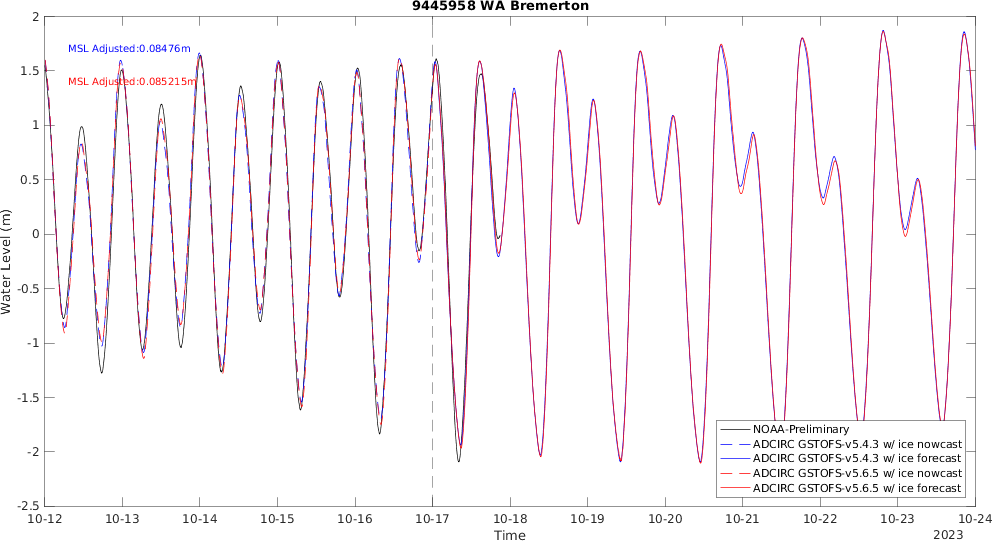 9445958 WA Bremerton
MSL Adjusted:0.08476m
MSL Adjusted:0.085215m
Water Level (m)
2
1.5
1
0.5
0
-0.5
-1
-1.5
-2
-2.5
NOAA-Preliminary
ADCIRC GSTOFS-v5.4.3 w/ ice nowcast
ADCIRC GSTOFS-v5.4.3 w/ ice forecast
ADCIRC GSTOFS-v5.6.5 w/ ice nowcast
ADCIRC GSTOFS-v5.6.5 w/ ice forecast
10-12 10-13 10-14 10-15 10-16 10-17 10-18 10-19 10-20 10-21 10-22 10-23 10-24
Time
2023